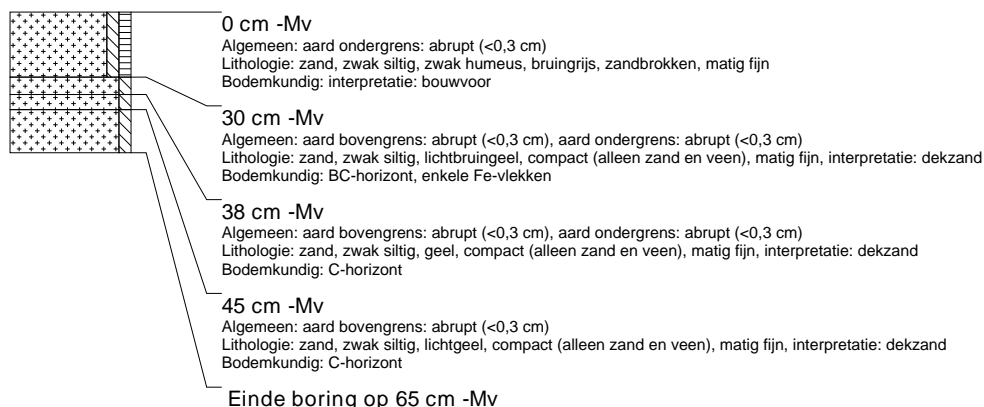 0 cm -Mv
Algemeen: aard ondergrens: abrupt (<0,3 cm)
Lithologie: zand, zwak siltig, zwak humeus, bruingrijs, zandbrokken, matig fijn
Bodemkundig: interpretatie: bouwvoor
30 cm -Mv
Algemeen: aard bovengrens: abrupt (<0,3 cm), aard ondergrens: abrupt (<0,3 cm)
Lithologie: zand, zwak siltig, lichtbruingeel, compact (alleen zand en veen), matig fijn, interpretatie: dekzand
Bodemkundig: BC-horizont, enkele Fe-vlekken
38 cm -Mv
Algemeen: aard bovengrens: abrupt (<0,3 cm), aard ondergrens: abrupt (<0,3 cm)
Lithologie: zand, zwak siltig, geel, compact (alleen zand en veen), matig fijn, interpretatie: dekzand
Bodemkundig: C-horizont
45 cm -Mv
Algemeen: aard bovengrens: abrupt (<0,3 cm)
Lithologie: zand, zwak siltig, lichtgeel, compact (alleen zand en veen), matig fijn, interpretatie: dekzand
Bodemkundig: C-horizont
Einde boring op 65 cm -Mv